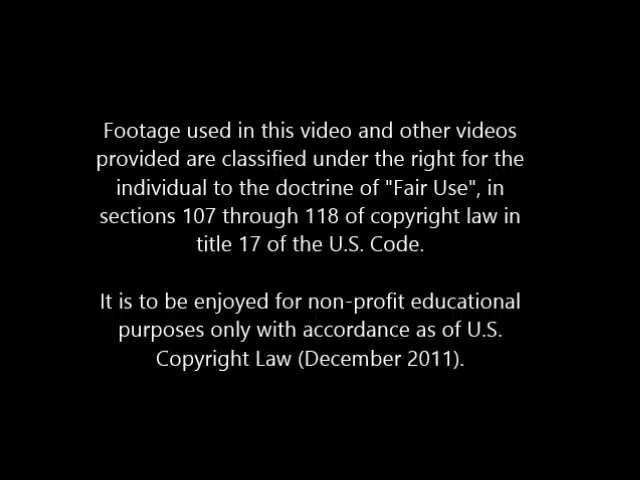 Footage used in this video and other videos
provided are classified under the right for the
individual to the doctrine of "Fair Use", in
sections 107 through 118 of copyright law in
title 17 of the U.S. Code.
It is to be enjoyed for non-profit educational
purposes only with accordance as of U.S.
Copyright Law (December 2011).